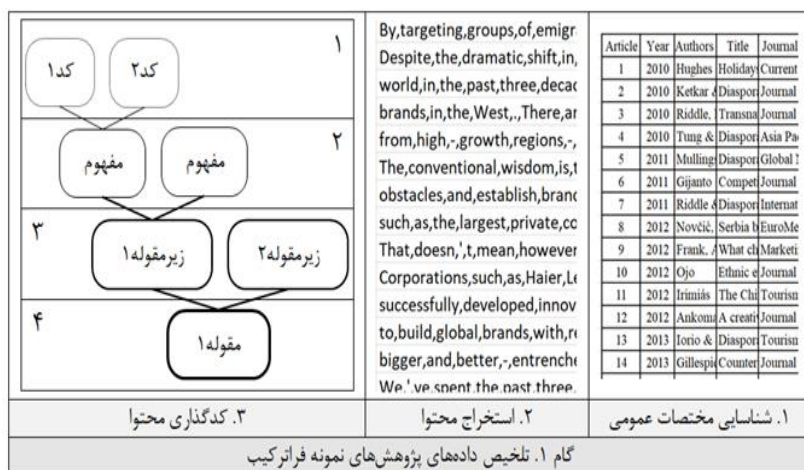 ۱
کد۱ کد۲
۲
مفهوم مفهوم
۳
زیرمقوله۱ زیرمقوله۲
۴
مقوله۱
By,targeting,groups,of,emigr
Despite,the,dramatic,shift,in,
world,in,the,past,three,decad
brands,in,the,West,.,There,ar
from,high,-,growth,regions,-,
The,conventional,wisdom,is,t
obstacles,and,establish,branc
such,as,the,largest,private,cc
That,doesn,',t,mean,however
Corporations,such,as,Haier,Le
successfully,developed,innov
to,build,global,brands,with,re
bigger,and,better,-,entrenche
We,',ve,spent,the,past,three,
Article Year Authors Title Journal
1 2010 Hughes Holiday Current
2 2010 Ketkar & Diaspor Journal
3 2010 Riddle, Transna Journal
4 2010 Tung & Diaspor Asia Pa
5 2011 Mulling Diaspor Global
6 2011 Gijanto Compet Journal
7 2011 Riddle & Diaspor Internat
8 2012 Novčić, Serbia b EuroMe
9 2012 Frank, What ch Marketi
10 2012 Ojo Ethnic e Journal
11 2012 Irimiás The Chi Tourism
12 2012 Ankoma A creati Journal
13 2013 Iorio & Diaspor Tourism
14 2013 Gillespi Counter Journal
۱. شناسایی مختصات عمومی
۲. استخراج محتوا
۳. کدگذاری محتوا
گام ۱. تلخیص داده‌های پژوهش‌های نمونه فراترکیب